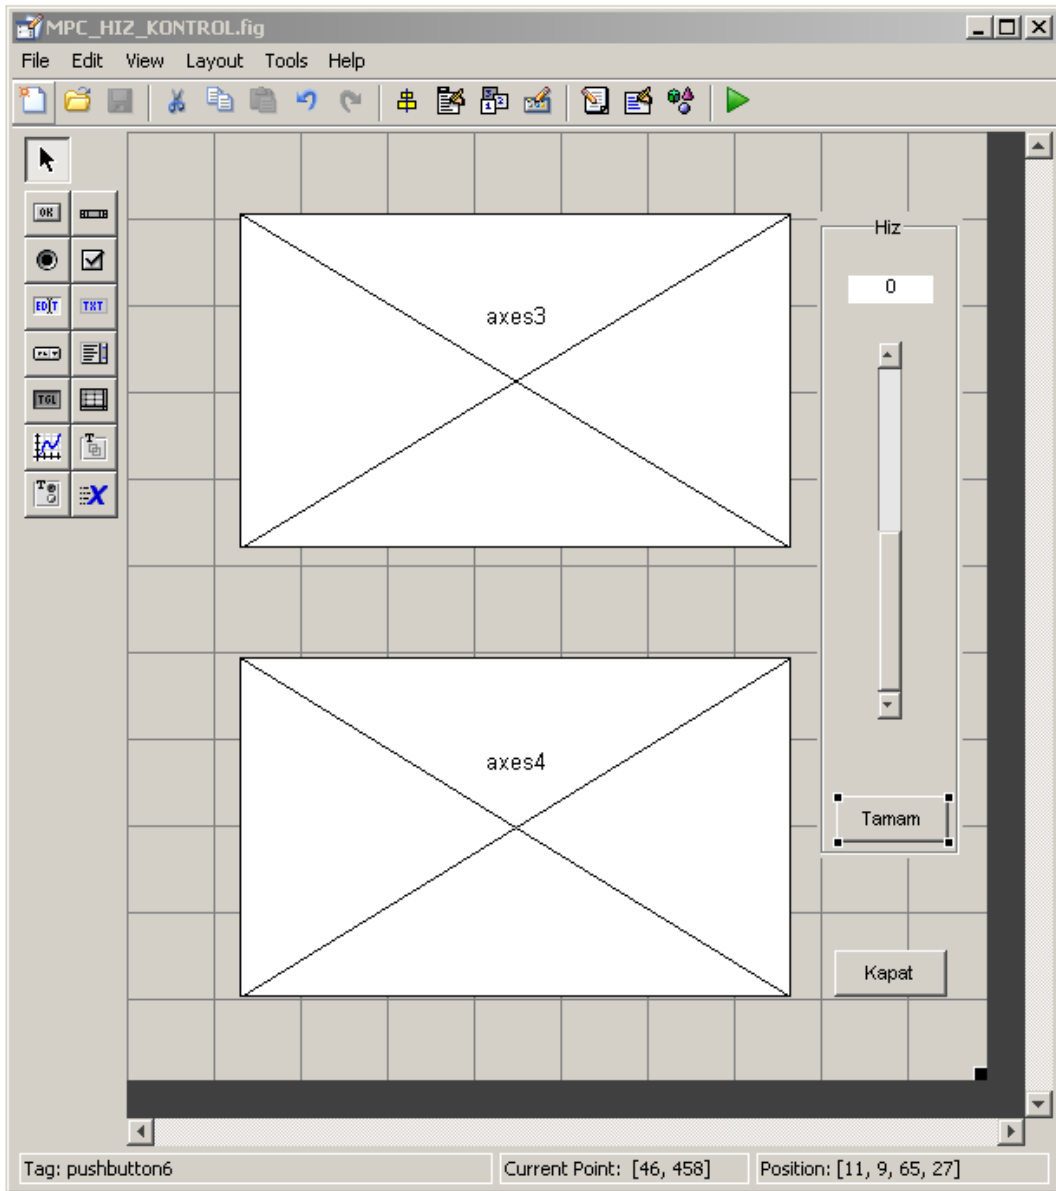 MPC_HIZ_KONTROL.fig
File Edit View Layout Tools Help
OK
EDIT TXT
TGL
T
T
X
axes3
Hiz
0
axes4
Tamam
Kapat
Tag: pushbutton6 Current Point: [46, 458] Position: [11, 9, 65, 27]